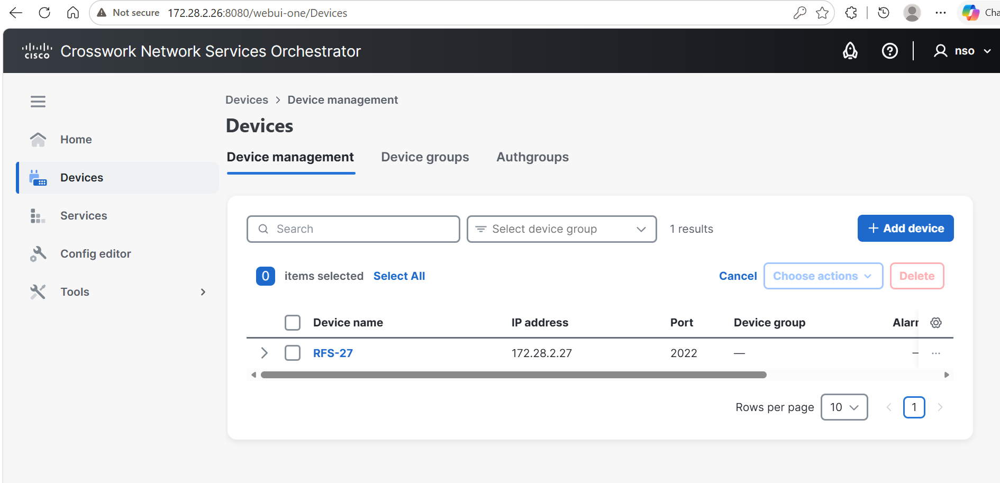 Not secure 172.28.2.26:8080/webui-one/Devices
Cha
cisco Crosswork Network Services Orchestrator
nso
Devices > Device management
Devices
Device management Device groups Authgroups
Home
Devices
Services
Config editor
Tools
Search Select device group 1 results + Add device
0 items selected Select All Cancel Choose actions Delete
Device name IP address Port Device group Alarr
RFS-27 172.28.2.27 2022 — –
Rows per page 10 1